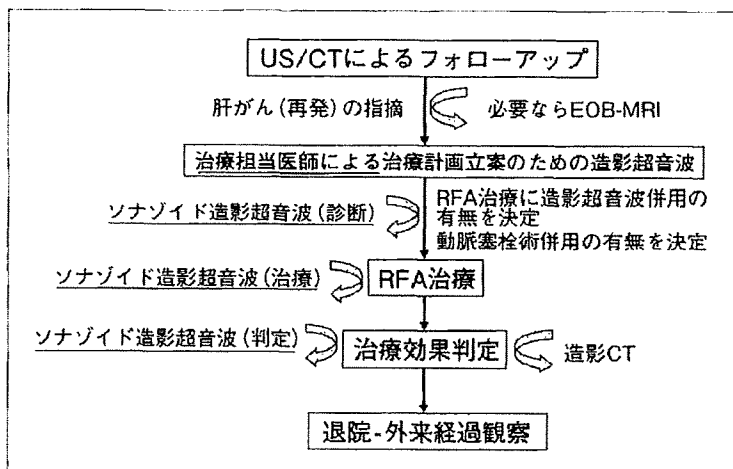 US/CTによるフォローアップ
肝がん(再発)の指摘
必要ならEOB-MRI
治療担当医師による治療計画立案のための造影超音波
ソナゾイド造影超音波(診断)
RFA治療に造影超音波併用の
有無を決定
動脈塞栓術併用の有無を決定
ソナゾイド造影超音波(治療)
RFA治療
ソナゾイド造影超音波(判定)
治療効果判定
造影CT
退院-外来経過観察